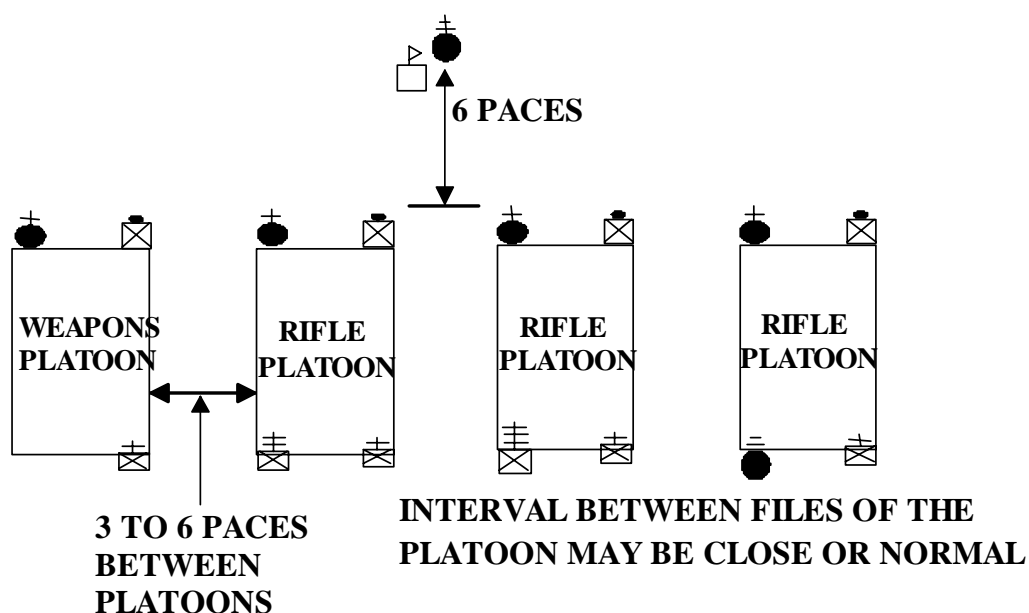 6 PACES
WEAPONS
PLATOON
RIFLE
PLATOON
RIFLE
PLATOON
RIFLE
PLATOON
3 TO 6 PACES
BETWEEN
PLATOONS
INTERVAL BETWEEN FILES OF THE
PLATOON MAY BE CLOSE OR NORMAL